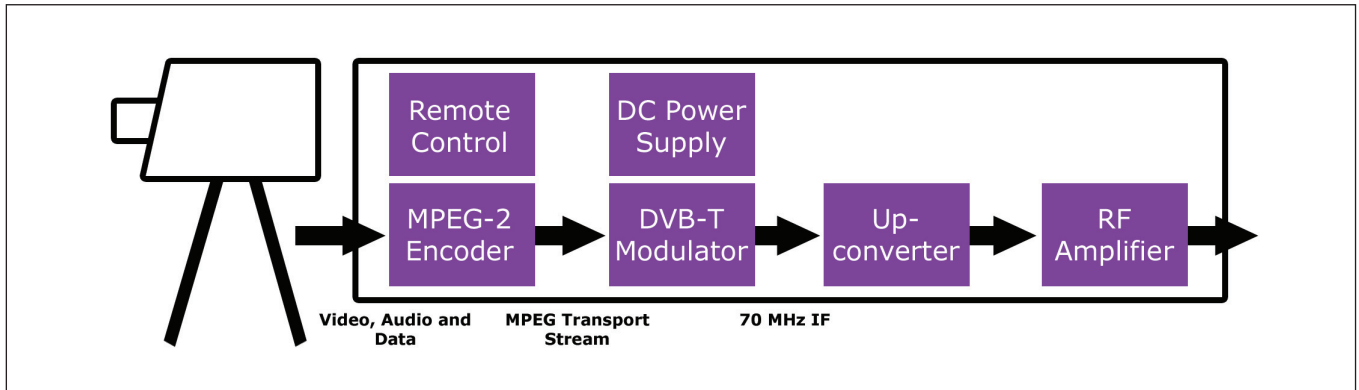 Remote
Control
DC Power
Supply
MPEG-2
Encoder
DVB-T
Modulator
Up-
converter
RF
Amplifier
Video, Audio and
Data
MPEG Transport
Stream
70 MHz IF